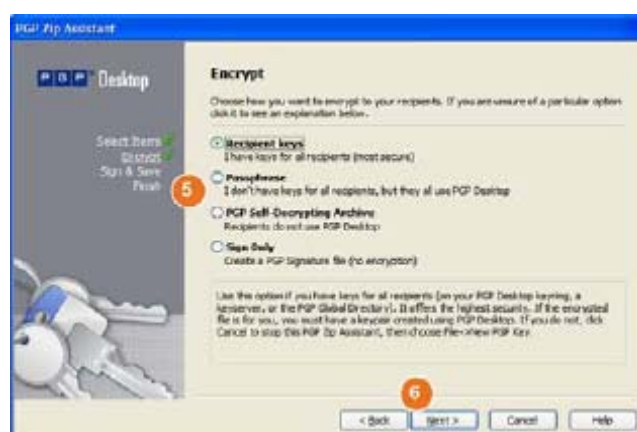 PGP Zip Assistant
PGP Desktop
Select Items
Encrypt
Sign & Save
Finish
Encrypt
Choose how you want to encrypt to your recipients. If you are unsure of a particular option
click it to see an explanation below.
Recipient keys
I have keys for all recipients (most secure)
5
Passphrase
I don't have keys for all recipients, but they all use PGP Desktop
PGP Self-Decrypting Archive
Recipients do not use PGP Desktop
Sign Only
Create a PGP Signature file (no encryption)
Use this option if you have keys for all recipients (on your PGP Desktop keyring, a
keyserver, or the PGP Global Directory). It offers the highest security. If the encrypted
file is for you, you must have a keypair created using PGP Desktop. If you do not, click
Cancel to stop this PGP Zip Assistant, then choose File->New PGP Key.
6
< Back
Next >
Cancel
Help